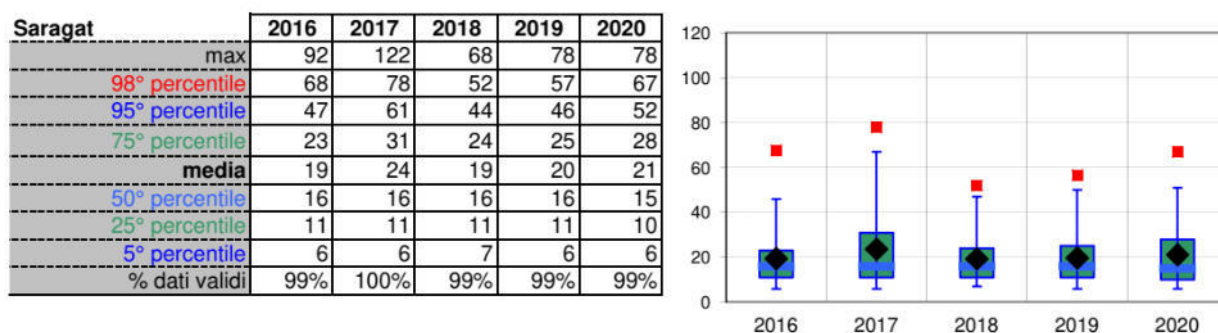 Saragat 2016 2017 2018 2019 2020
max 92 122 68 78 78
98° percentile 68 78 52 57 67
95° percentile 47 61 44 46 52
75° percentile 23 31 24 25 28
media 19 24 19 20 21
50° percentile 16 16 16 16 15
25° percentile 11 11 11 11 10
5° percentile 6 6 7 6 6
% dati validi 99% 100% 99% 99% 99%
120
100
80
60
40
20
0
2016 2017 2018 2019 2020